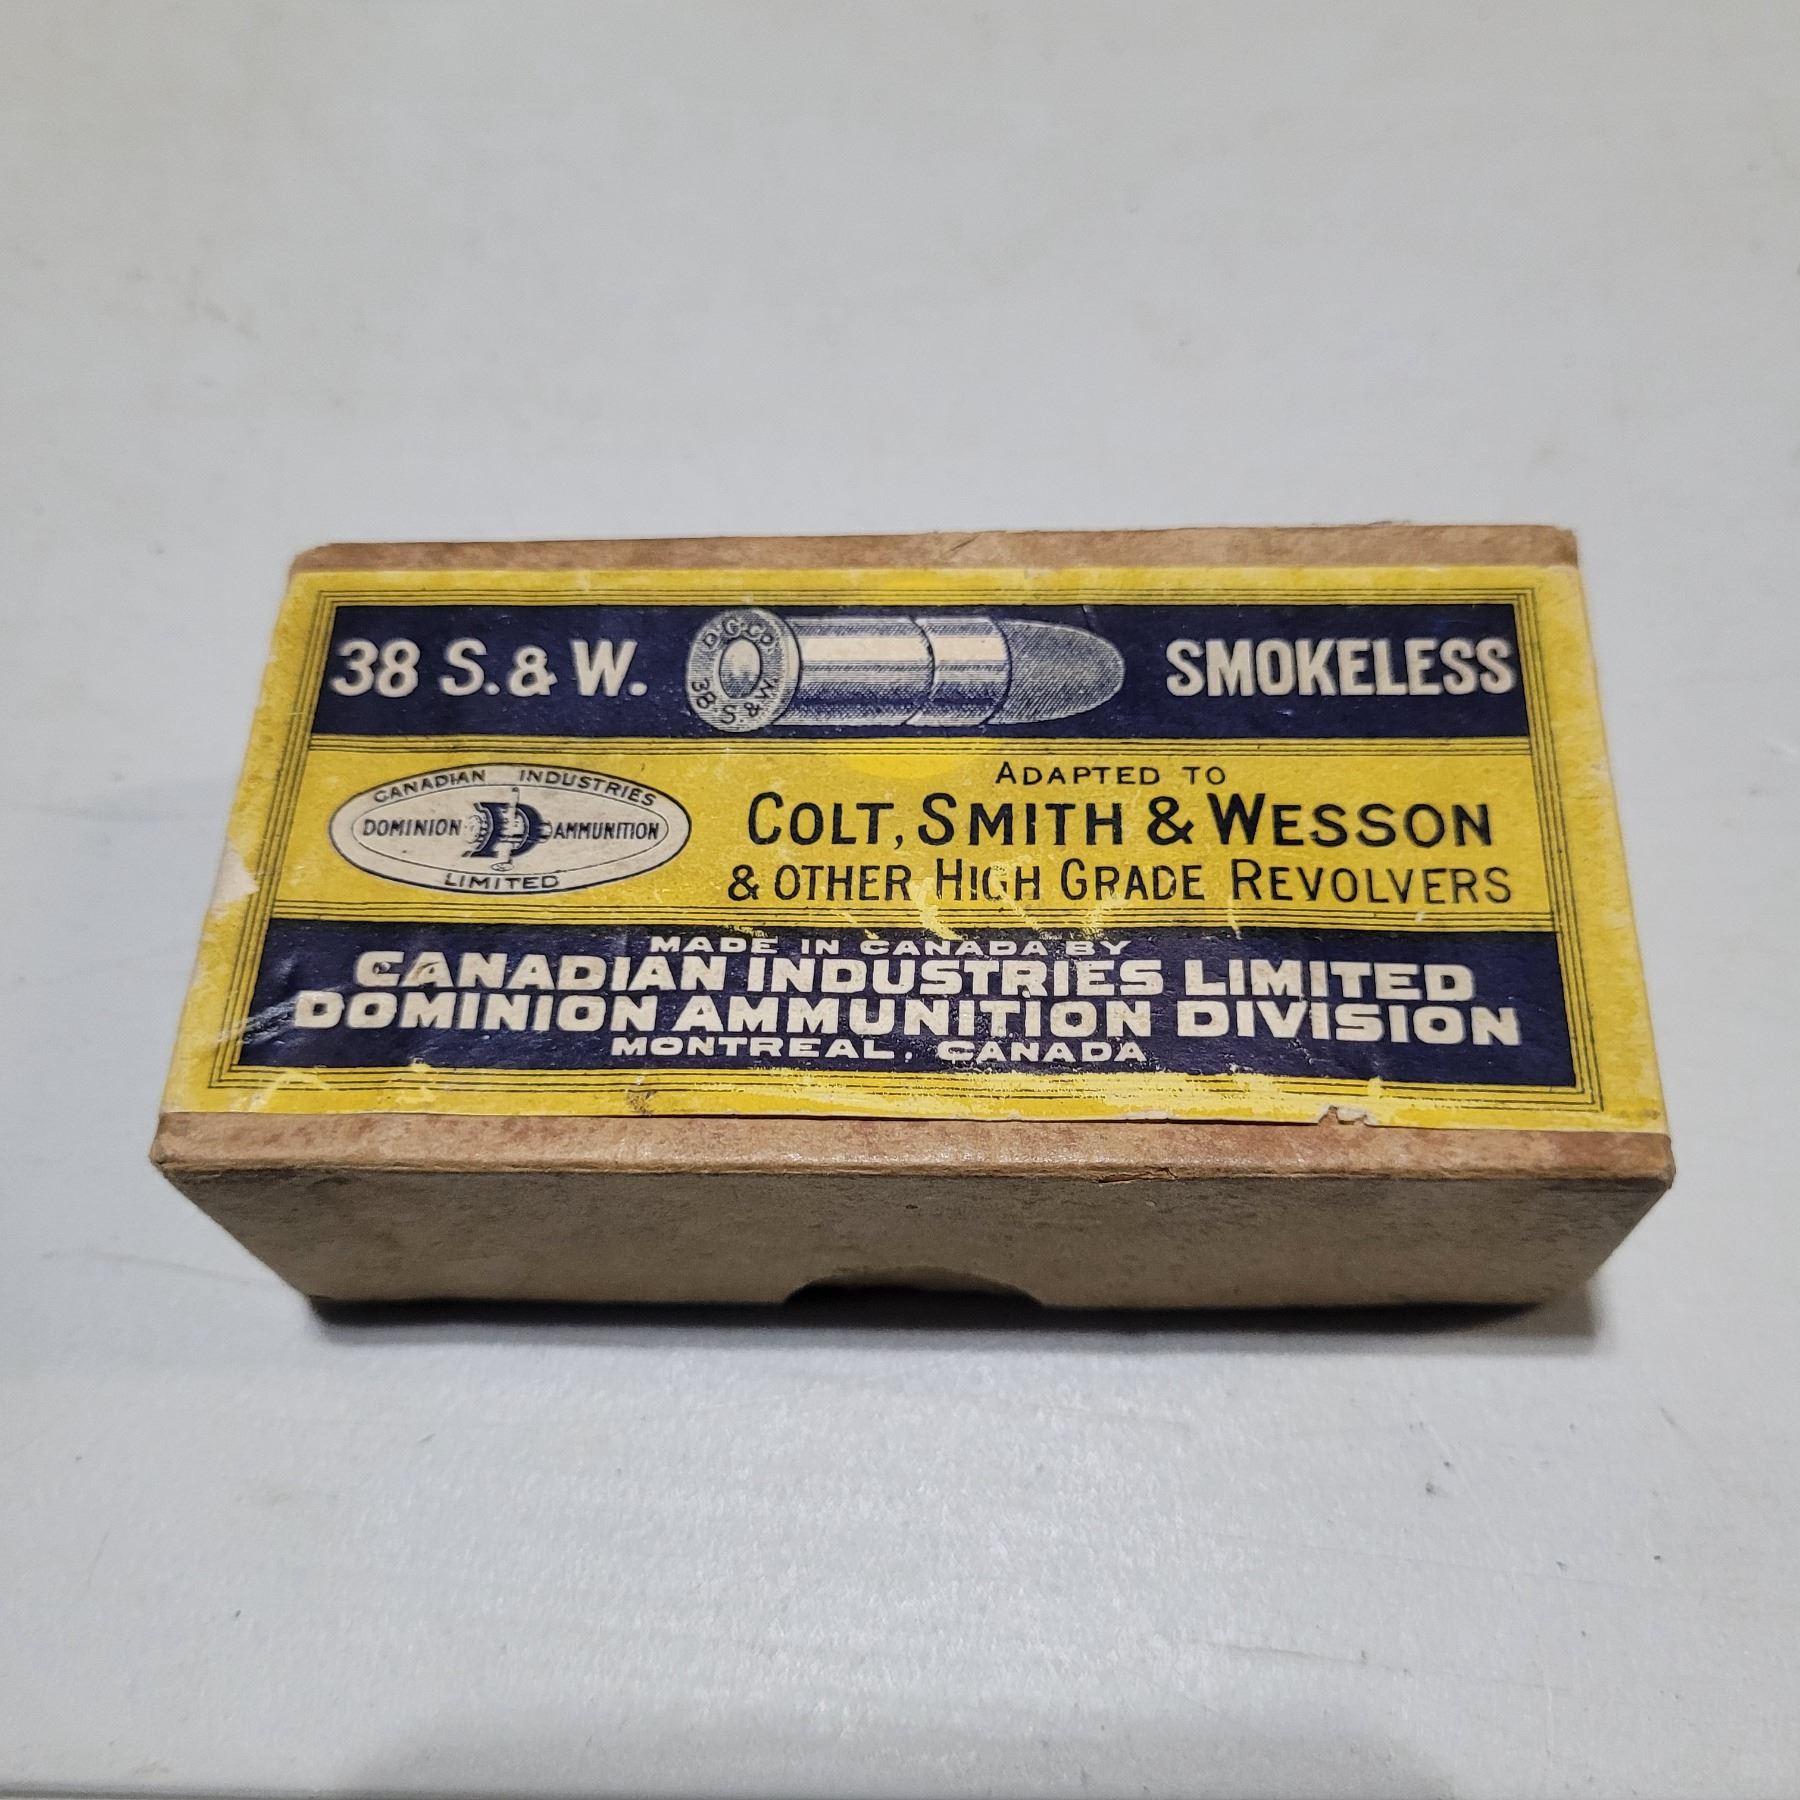 38 S. & W.
D.C.CO.
38 S. & W.
SMOKELESS
CANADIAN INDUSTRIES
DOMINION D AMMUNITION
LIMITED
ADAPTED TO
COLT, SMITH & WESSON
& OTHER HIGH GRADE REVOLVERS
MADE IN CANADA BY
CANADIAN INDUSTRIES LIMITED
DOMINION AMMUNITION DIVISION
MONTREAL, CANADA